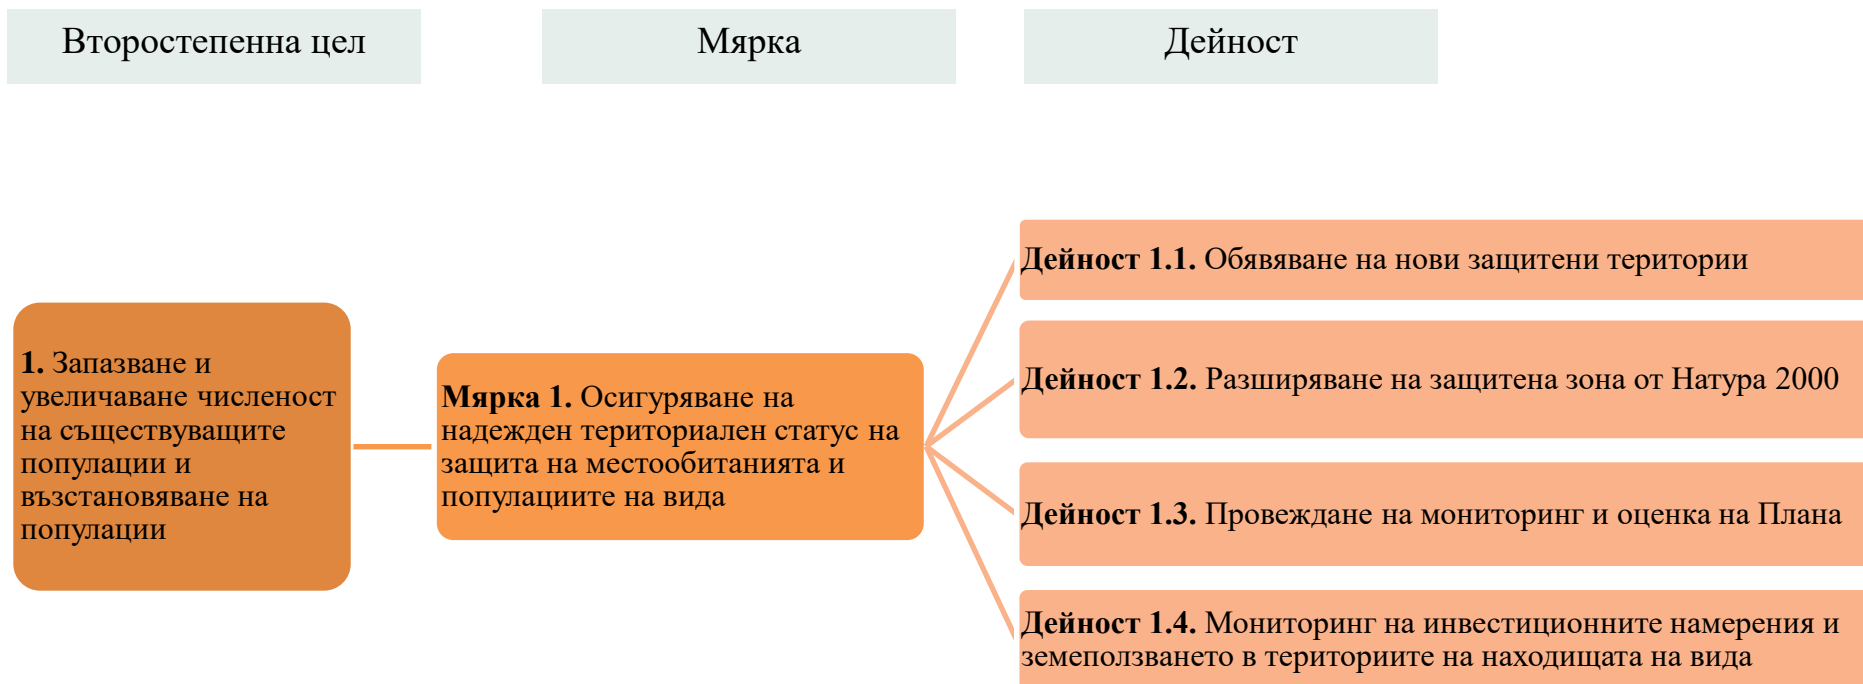 Второстепенна цел
Мярка
Дейност
1. Запазване и
увеличаване численост
на съществуващите
популации и
възстановяване на
популации
Мярка 1. Осигуряване на
надежден териториален статус на
защита на местообитанията и
популациите на вида
Дейност 1.1. Обявяване на нови защитени територии
Дейност 1.2. Разширяване на защитена зона от Натура 2000
Дейност 1.3. Провеждане на мониторинг и оценка на Плана
Дейност 1.4. Мониторинг на инвестиционните намерения и
земеползването в териториите на находищата на вида